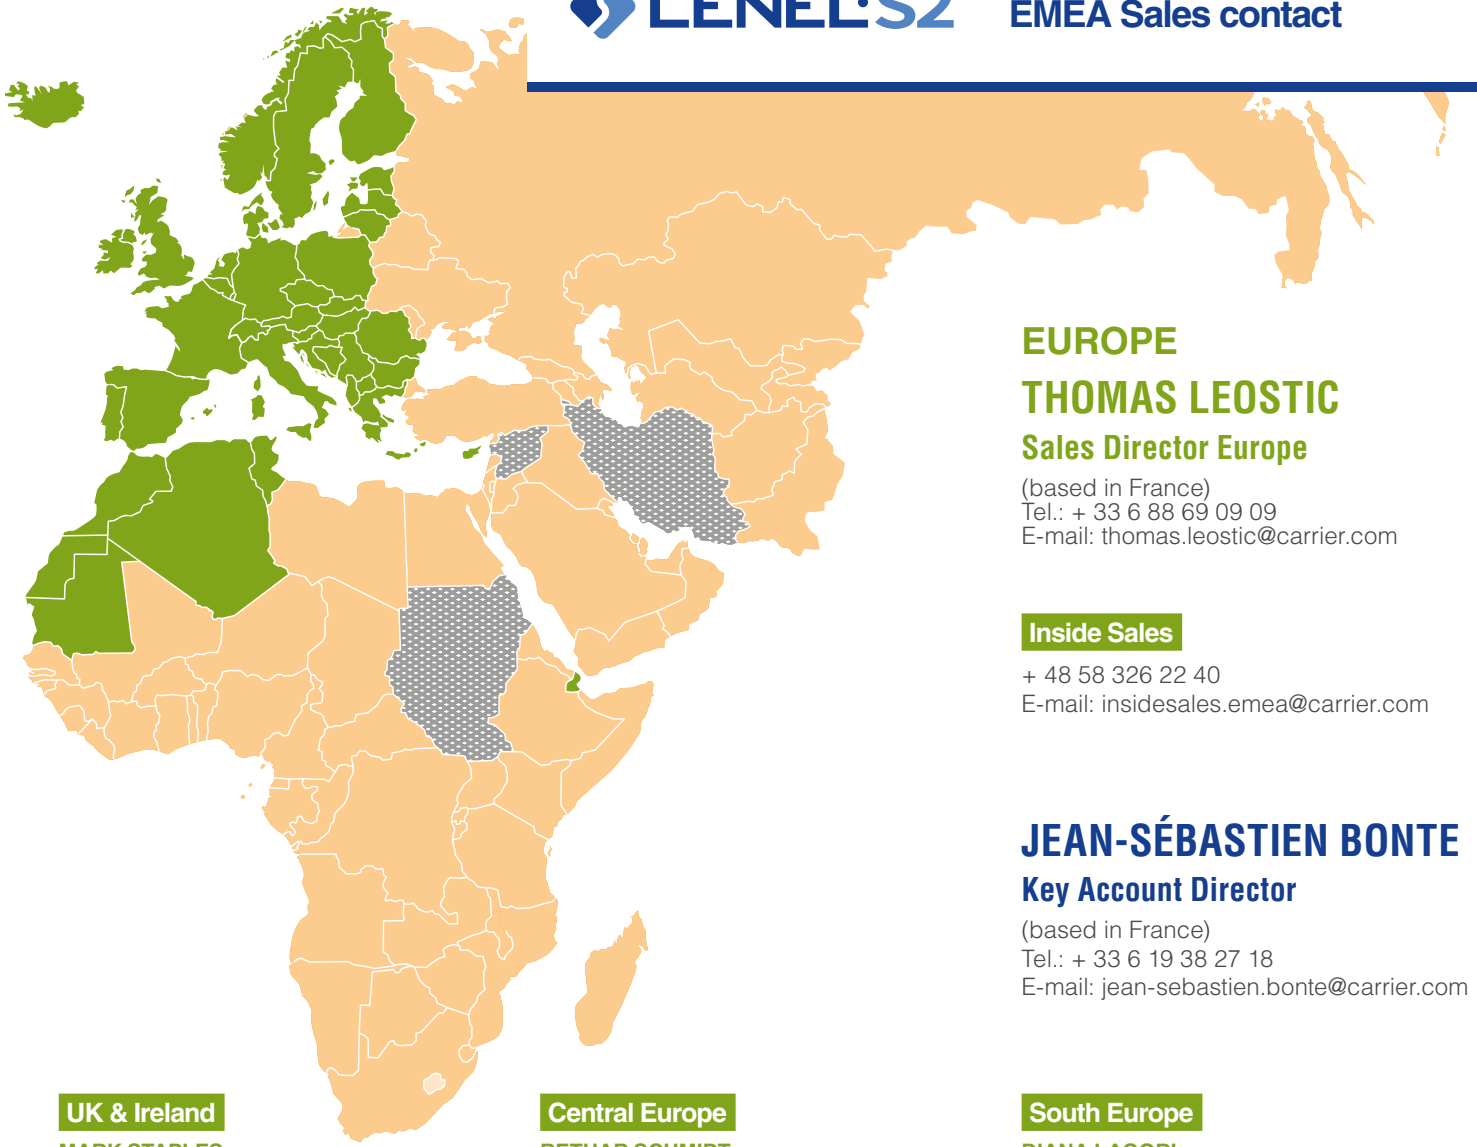 LENEL·S2
EMEA Sales contact
EUROPE
THOMAS LEOSTIC
Sales Director Europe
(based in France)
Tel.: + 33 6 88 69 09 09
E-mail: thomas.leostic@carrier.com
Inside Sales
+ 48 58 326 22 40
E-mail: insidesales.emea@carrier.com
JEAN-SÉBASTIEN BONTE
Key Account Director
(based in France)
Tel.: + 33 6 19 38 27 18
E-mail: jean-sebastien.bonte@carrier.com
UK & Ireland
Central Europe
South Europe